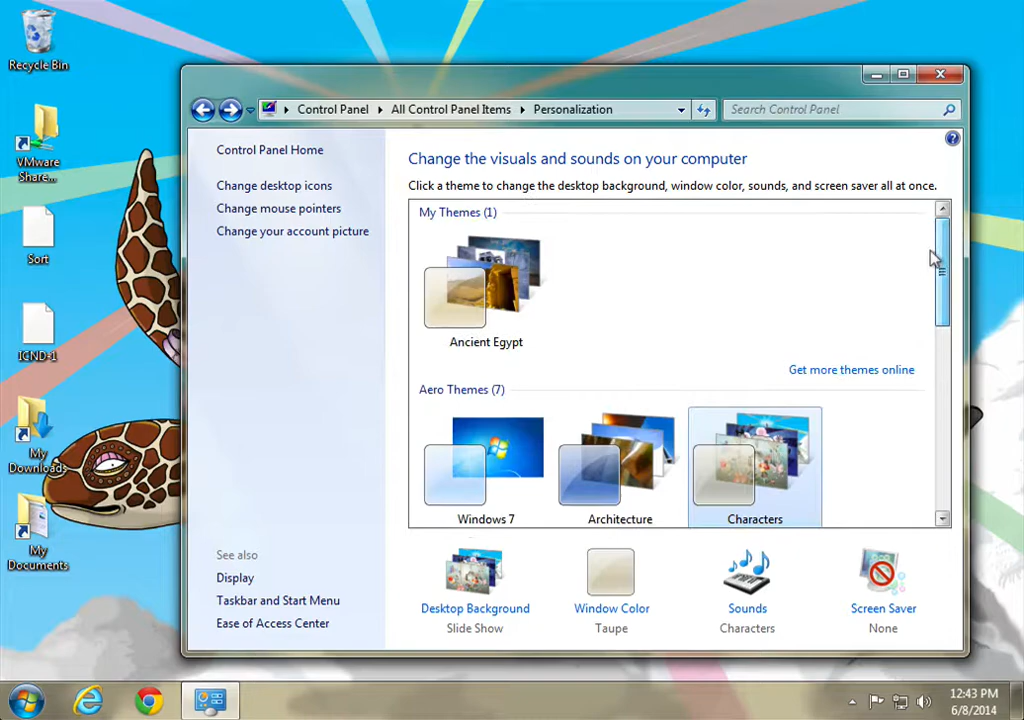 Recycle Bin
VMware
Share...
Sort
ICND-1
My
Downloads
My
Documents
Control Panel
All Control Panel Items
Personalization
Search Control Panel
Control Panel Home
Change desktop icons
Change mouse pointers
Change your account picture
See also
Display
Taskbar and Start Menu
Ease of Access Center
Change the visuals and sounds on your computer
Click a theme to change the desktop background, window color, sounds, and screen saver all at once.
My Themes (1)
Ancient Egypt
Get more themes online
Aero Themes (7)
Windows 7
Architecture
Characters
Desktop Background
Slide Show
Window Color
Taupe
Sounds
Characters
Screen Saver
None
12:43 PM
6/8/2014